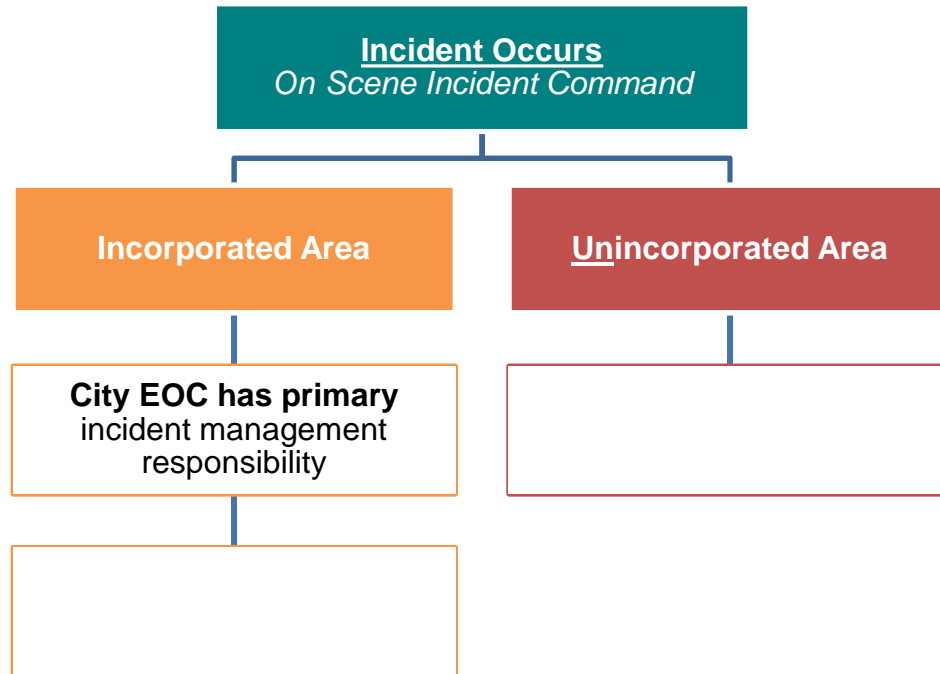 Incident Occurs
On Scene Incident Command
Incorporated Area
Unincorporated Area
City EOC has primary
incident management
responsibility